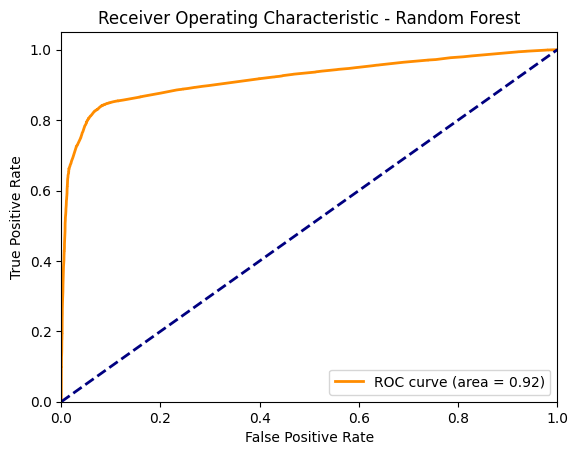 Receiver Operating Characteristic - Random Forest
True Positive Rate
1.0
0.8
0.6
0.4
0.2
0.0
0.0 0.2 0.4 0.6 0.8 1.0
False Positive Rate
ROC curve (area = 0.92)